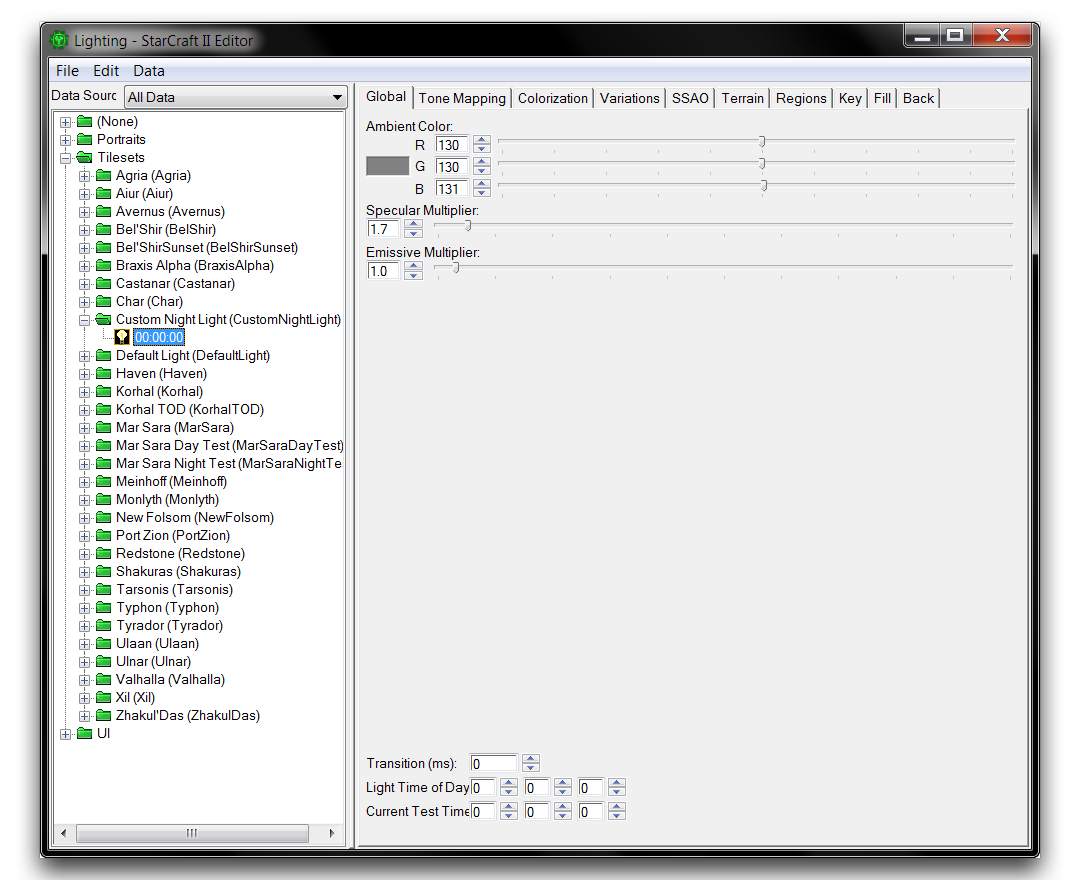 Lighting - StarCraft II Editor
File Edit Data
Data Sourc All Data
(None)
Portraits
Tilesets
Agria (Agria)
Aiur (Aiur)
Avernus (Avernus)
Bel'Shir (BelShir)
Bel'ShirSunset (BelShirSunset)
Braxis Alpha (BraxisAlpha)
Castanar (Castanar)
Char (Char)
Custom Night Light (CustomNightLight)
00:00:00
Default Light (DefaultLight)
Haven (Haven)
Korhal (Korhal)
Korhal TOD (KorhalTOD)
Mar Sara (MarSara)
Mar Sara Day Test (MarSaraDayTest)
Mar Sara Night Test (MarSaraNightTe
Meinhoff (Meinhoff)
Monlyth (Monlyth)
New Folsom (NewFolsom)
Port Zion (PortZion)
Redstone (Redstone)
Shakuras (Shakuras)
Tarsonis (Tarsonis)
Typhon (Typhon)
Tyrador (Tyrador)
Ulaan (Ulaan)
Ulnar (Ulnar)
Valhalla (Valhalla)
Xil (Xil)
Zhakul'Das (ZhakulDas)
UI
Global Tone Mapping Colorization Variations SSAO Terrain Regions Key Fill Back
Ambient Color:
R 130
G 130
B 131
Specular Multiplier:
1.7
Emissive Multiplier:
1.0
Transition (ms): 0
Light Time of Day 0 0 0
Current Test Time 0 0 0